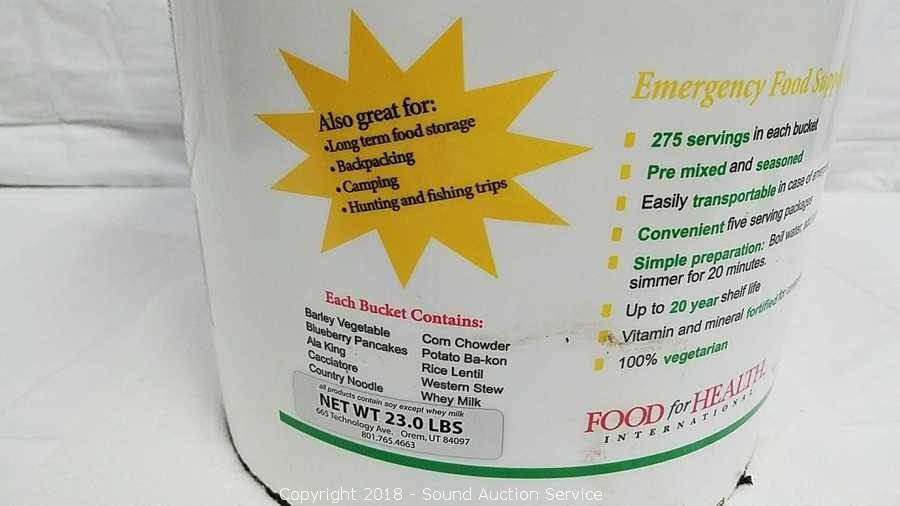 Also great for:
•Long term food storage
•Backpacking
•Camping
•Hunting and fishing trips
Emergency Food
275 servings in each bucket
Pre mixed and seasoned
Easily transportable in case of
Convenient five serving packages
Simple preparation: Boil water,
simmer for 20 minutes.
Up to 20 year shelf life
Vitamin and mineral fortified for
100% vegetarian
Each Bucket Contains:
Barley Vegetable
Blueberry Pancakes
Ala King
Cacciatore
Country Noodle
Corn Chowder
Potato Ba-kon
Rice Lentil
Western Stew
Whey Milk
all products contain soy except whey milk
NET WT 23.0 LBS
665 Technology Ave. Orem, UT 84097
801.765.4663
FOOD for HEALTH
INTERNATIONAL
Copyright 2018 - Sound Auction Service